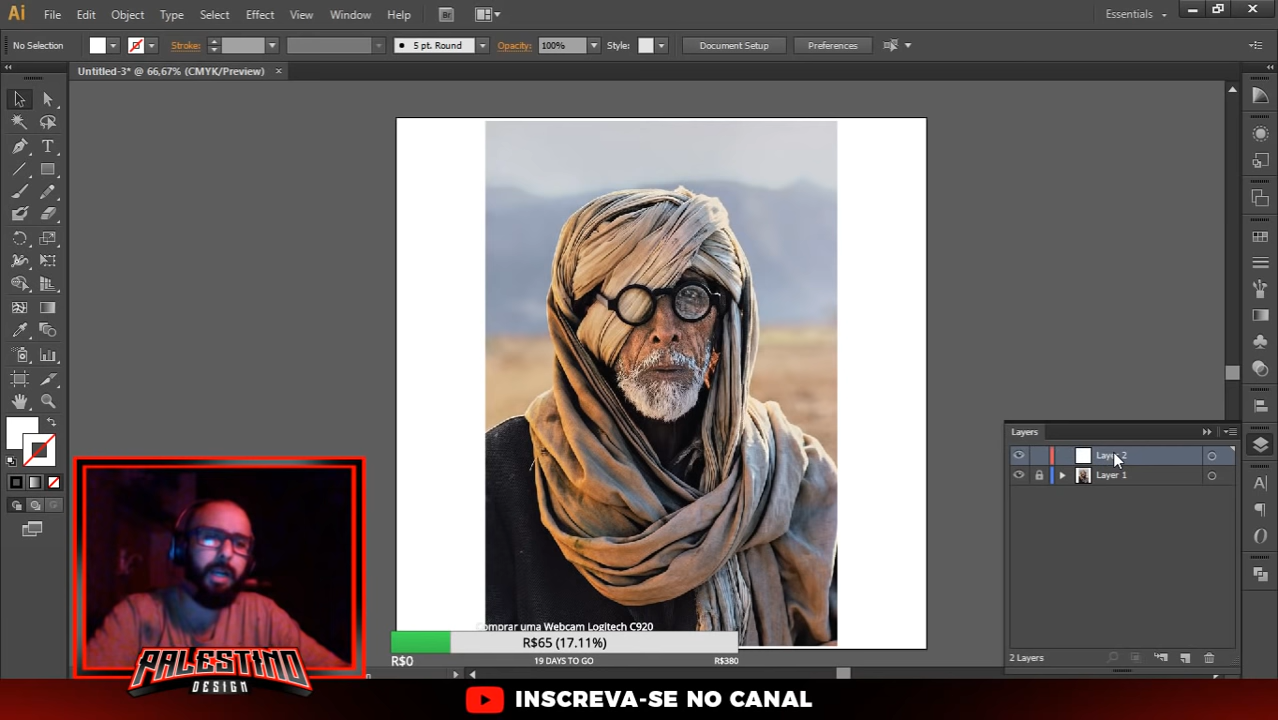 Ai File Edit Object Type Select Effect View Window Help Br Essentials
No Selection Stroke: 5 pt. Round Opacity: 100% Style: Document Setup Preferences
Untitled-3* @ 66,67% (CMYK/Preview)
Layers
Layer 2
Layer 1
2 Layers
Comprar uma Webcam Logitech C920
R$65 (17.11%)
R$0 19 DAYS TO GO R$380
PALESTINO
DESIGN
INSCREVA-SE NO CANAL